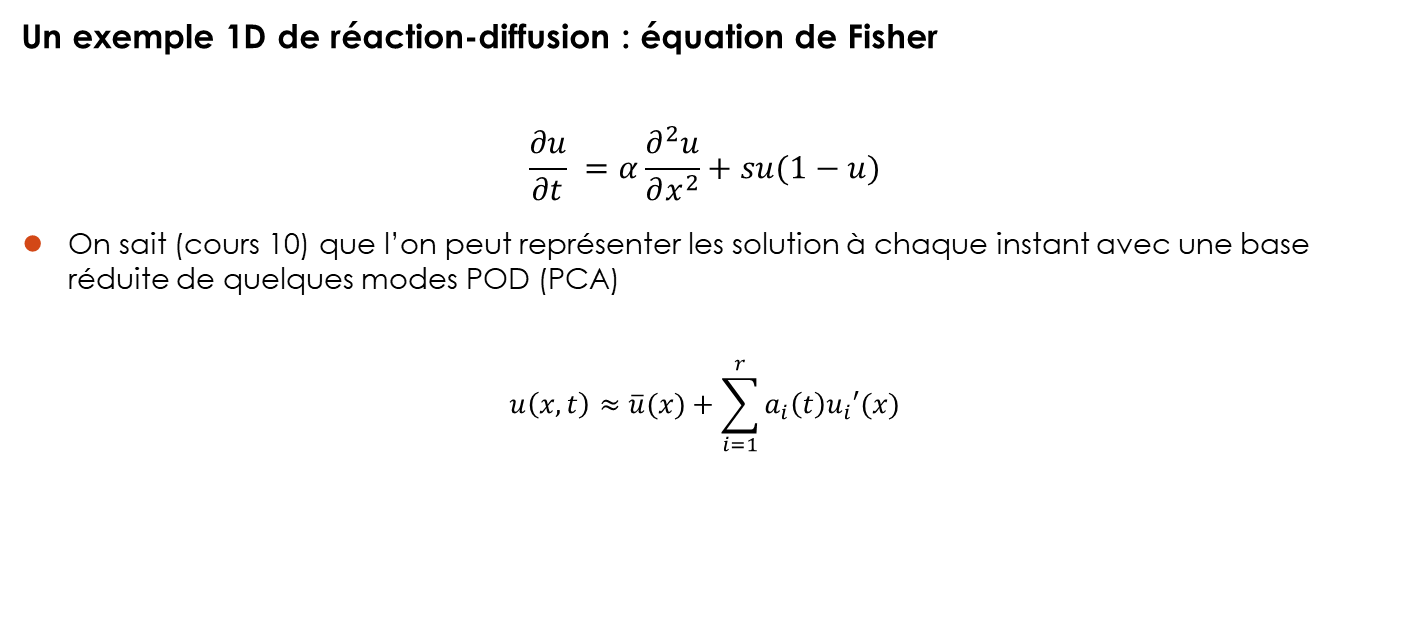 Un exemple 1D de réaction-diffusion : équation de Fisher
∂u/∂t = α ∂²u/∂x² + su(1 − u)
On sait (cours 10) que l’on peut représenter les solution à chaque instant avec une base
réduite de quelques modes POD (PCA)
u(x, t) ≈ ū(x) + ∑_{i=1}^{r} a_i(t)u_i′(x)